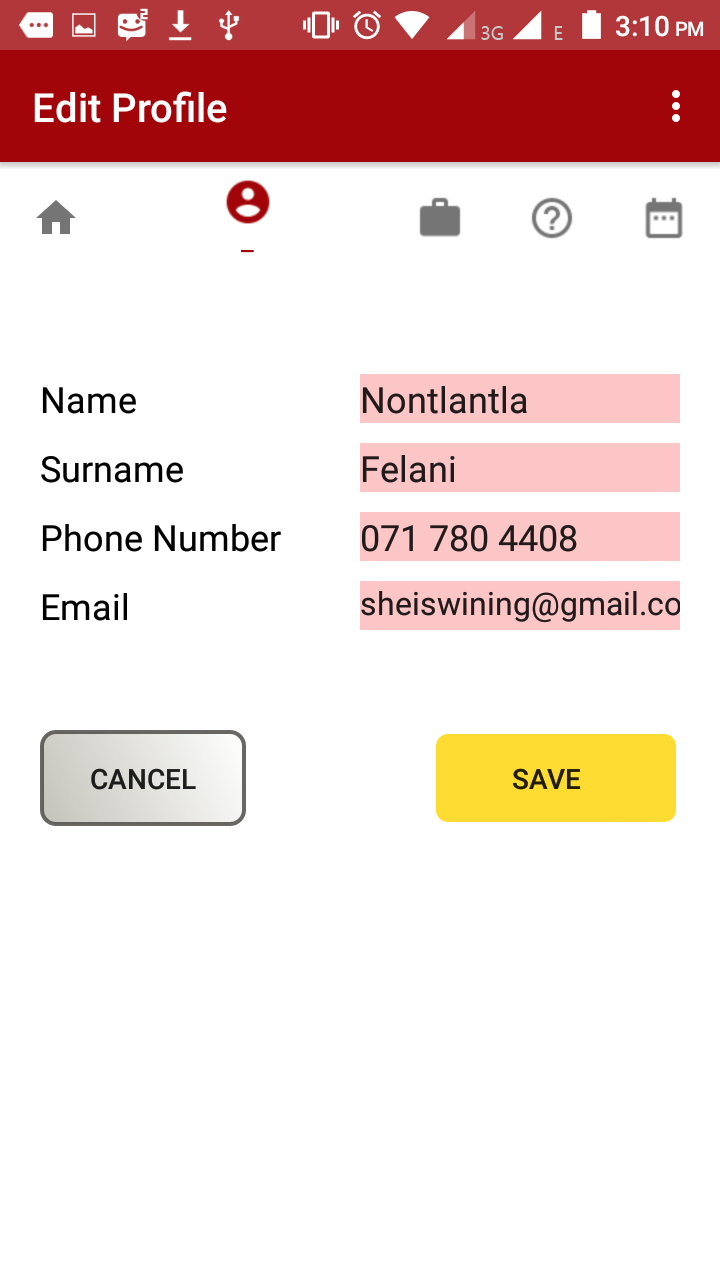 3G E 3:10 PM
Edit Profile
Name Nontlantla
Surname Felani
Phone Number 071 780 4408
Email sheiswining@gmail.co
CANCEL SAVE